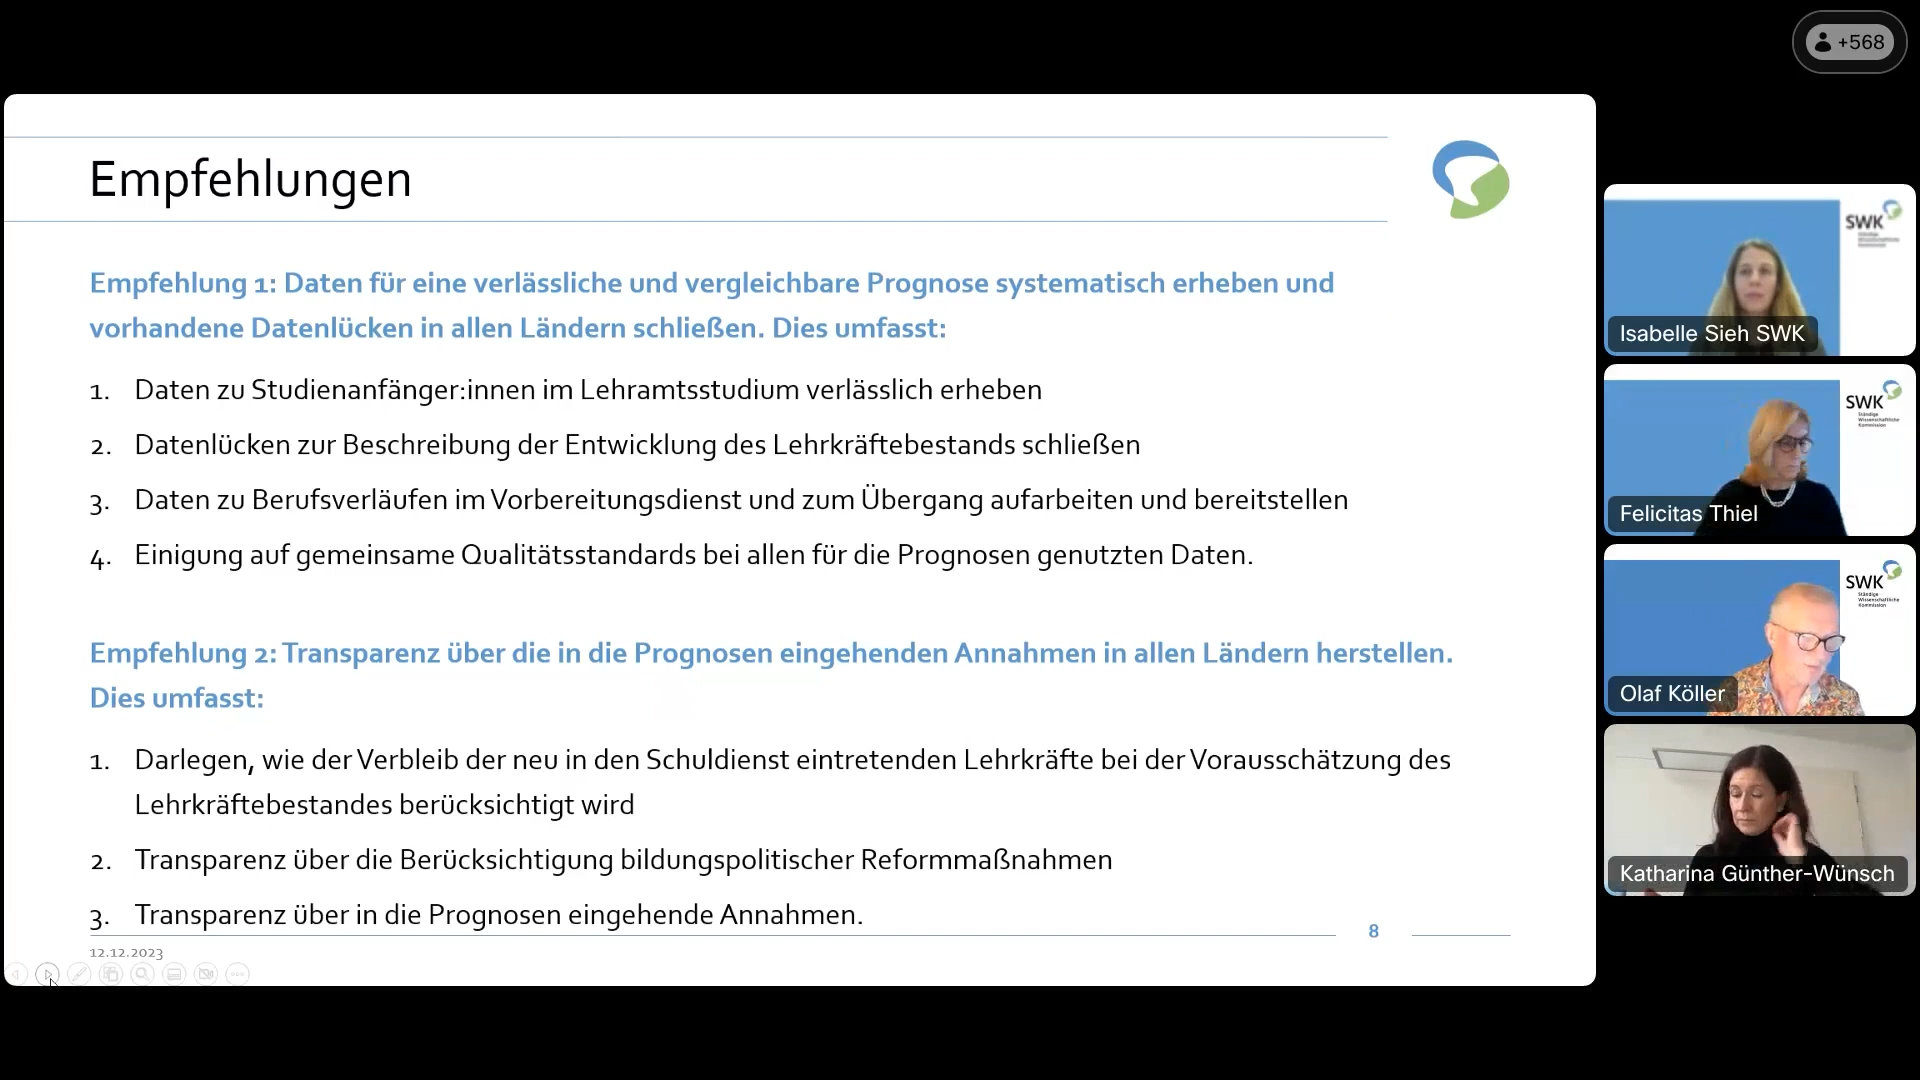 +568
Empfehlungen
Empfehlung 1: Daten für eine verlässliche und vergleichbare Prognose systematisch erheben und
vorhandene Datenlücken in allen Ländern schließen. Dies umfasst:
1. Daten zu Studienanfänger:innen im Lehramtsstudium verlässlich erheben
2. Datenlücken zur Beschreibung der Entwicklung des Lehrkräftebestands schließen
3. Daten zu Berufsverläufen im Vorbereitungsdienst und zum Übergang aufarbeiten und bereitstellen
4. Einigung auf gemeinsame Qualitätsstandards bei allen für die Prognosen genutzten Daten.
Empfehlung 2: Transparenz über die in die Prognosen eingehenden Annahmen in allen Ländern herstellen.
Dies umfasst:
1. Darlegen, wie der Verbleib der neu in den Schuldienst eintretenden Lehrkräfte bei der Vorausschätzung des
Lehrkräftebestandes berücksichtigt wird
2. Transparenz über die Berücksichtigung bildungspolitischer Reformmaßnahmen
3. Transparenz über in die Prognosen eingehende Annahmen.
8
12.12.2023
SWK
Isabelle Sieh SWK
SWK
Ständige
Wissenschaftliche
Kommission
Felicitas Thiel
SWK
Ständige
Wissenschaftliche
Kommission
Olaf Köller
Katharina Günther-Wünsch